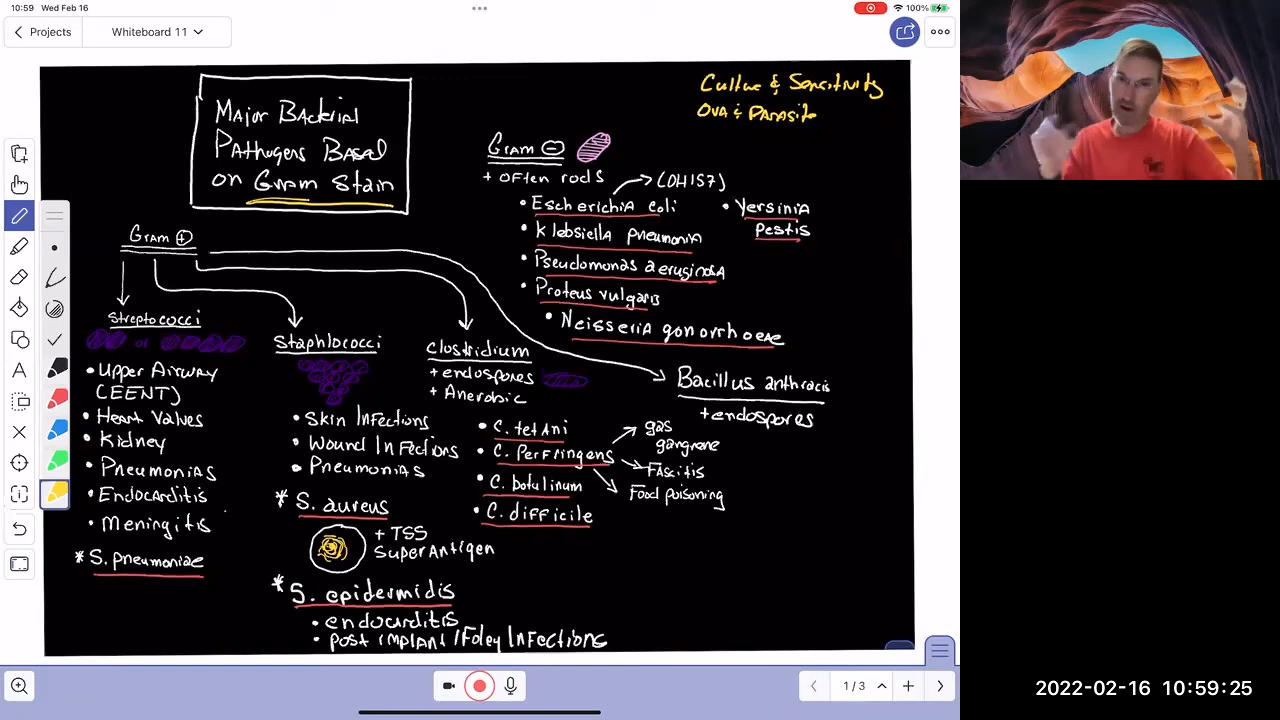 10:59 Wed Feb 16
100%
Projects
Whiteboard 11
Major Bacterial
Pathogens Based
on Gram Stain
Culture & Sensitivity
Ova & Parasite
Gram ⊖
+ often rods
(OH157)
• Escherichia coli
• Klebsiella pneumonia
• Pseudomonas aeruginosa
• Proteus vulgaris
• Neisseria gonorrhoeae
• Yersinia
pestis
Gram ⊕
Streptococci
or
• Upper Airway
(EENT)
• Heart Valves
• Kidney
• Pneumonias
• Endocarditis
• Meningitis
* S. pneumoniae
Staphlococci
• Skin Infections
• Wound Infections
• Pneumonias
* S. aureus
+ TSS
SuperAntigen
* S. epidermidis
• endocarditis
• post implant/Foley Infections
Clostridium
+ endospores
+ Anerobic
• C. tetani
• C. perfringens
• C. botulinum
• C. difficile
gas
gangrene
Fascitis
Food poisoning
Bacillus anthracis
+ endospores
1/3
2022-02-16 10:59:25